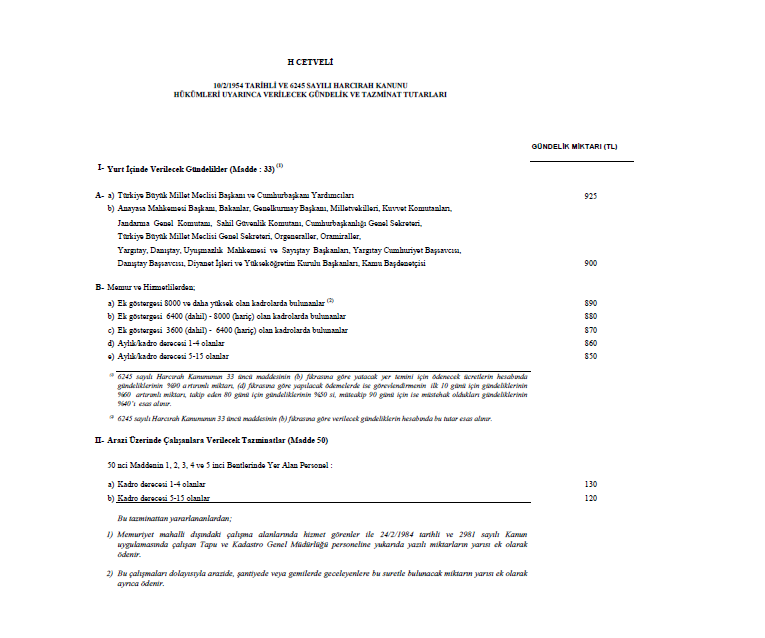 H CETVELİ
10/2/1954 TARİHLİ VE 6245 SAYILI HARCIRAH KANUNU
HÜKÜMLERİ UYARINCA VERİLECEK GÜNDELİK VE TAZMİNAT TUTARLARI
GÜNDELİK MİKTARI (TL)
I- Yurt İçinde Verilecek Gündelikler (Madde : 33) (1)
A- a) Türkiye Büyük Millet Meclisi Başkanı ve Cumhurbaşkanı Yardımcıları 925
b) Anayasa Mahkemesi Başkanı, Bakanlar, Genelkurmay Başkanı, Milletvekilleri, Kuvvet Komutanları,
Jandarma Genel Komutanı, Sahil Güvenlik Komutanı, Cumhurbaşkanlığı Genel Sekreteri,
Türkiye Büyük Millet Meclisi Genel Sekreteri, Orgeneraller, Oramiraller,
Yargıtay, Danıştay, Uyuşmazlık Mahkemesi ve Sayıştay Başkanları, Yargıtay Cumhuriyet Başsavcısı,
Danıştay Başsavcısı, Diyanet İşleri ve Yükseköğretim Kurulu Başkanları, Kamu Başdenetçisi 900
B- Memur ve Hizmetlilerden;
a) Ek göstergesi 8000 ve daha yüksek olan kadrolarda bulunanlar (2) 890
b) Ek göstergesi 6400 (dahil) - 8000 (hariç) olan kadrolarda bulunanlar 880
c) Ek göstergesi 3600 (dahil) - 6400 (hariç) olan kadrolarda bulunanlar 870
d) Aylık/kadro derecesi 1-4 olanlar 860
e) Aylık/kadro derecesi 5-15 olanlar 850
(1) 6245 sayılı Harcırah Kanununun 33 üncü maddesinin (b) fıkrasına göre yatacak yer temini için ödenecek ücretlerin hesabında
gündeliklerinin %90 artırımlı miktarı, (d) fıkrasına göre yapılacak ödemelerde ise görevlendirmenin ilk 10 günü için gündeliklerinin
%60 artırımlı miktarı, takip eden 80 günü için gündeliklerinin %50 si, müteakip 90 günü için ise müstehak oldukları gündeliklerinin
%40'ı esas alınır.
(2) 6245 sayılı Harcırah Kanununun 33 üncü maddesinin (b) fıkrasına göre verilecek gündeliklerin hesabında bu tutar esas alınır.
II- Arazi Üzerinde Çalışanlara Verilecek Tazminatlar (Madde 50)
50 nci Maddenin 1, 2, 3, 4 ve 5 inci Bentlerinde Yer Alan Personel :
a) Kadro derecesi 1-4 olanlar 130
b) Kadro derecesi 5-15 olanlar 120
Bu tazminattan yararlananlardan;
1) Memuriyet mahalli dışındaki çalışma alanlarında hizmet görenler ile 24/2/1984 tarihli ve 2981 sayılı Kanun
uygulamasında çalışan Tapu ve Kadastro Genel Müdürlüğü personeline yukarıda yazılı miktarların yarısı ek olarak
ödenir.
2) Bu çalışmaları dolayısıyla arazide, şantiyede veya gemilerde geceleyenlere bu suretle bulunacak miktarın yarısı ek olarak
ayrıca ödenir.